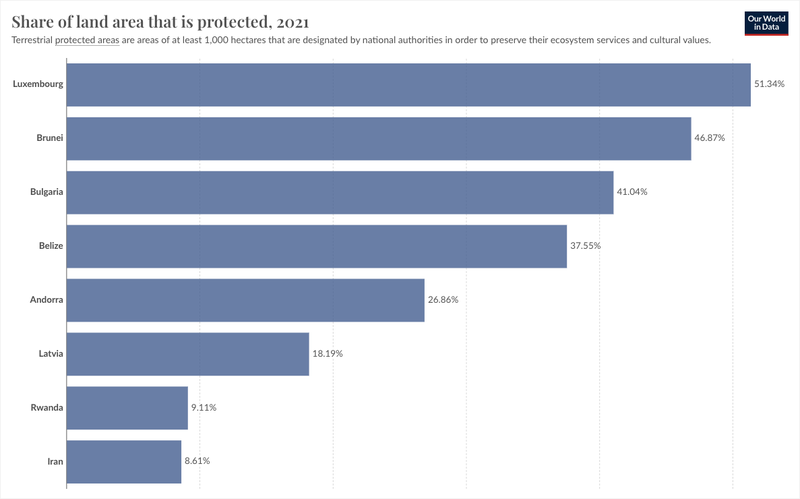 Share of land area that is protected, 2021
Our World
in Data
Terrestrial protected areas are areas of at least 1,000 hectares that are designated by national authorities in order to preserve their ecosystem services and cultural values.
Luxembourg 51.34%
Brunei 46.87%
Bulgaria 41.04%
Belize 37.55%
Andorra 26.86%
Latvia 18.19%
Rwanda 9.11%
Iran 8.61%